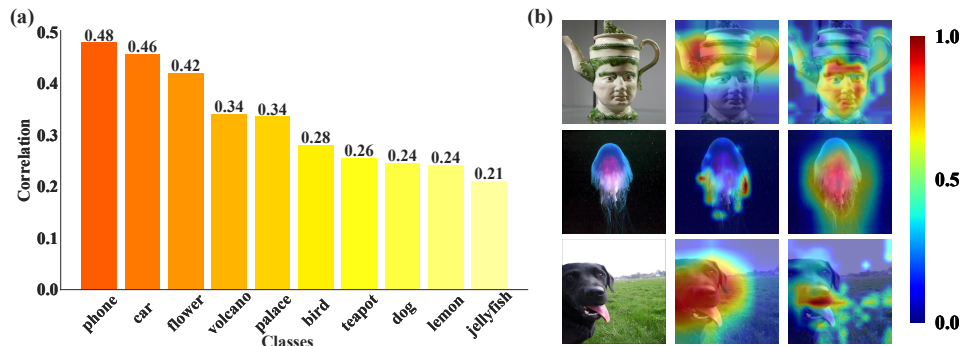 (a)
0.5
0.4
0.3
0.2
0.1
0.0
Correlation
0.48
0.46
0.42
0.34
0.34
0.28
0.26
0.24
0.24
0.21
phone
car
flower
volcano
palace
bird
teapot
dog
lemon
jellyfish
Classes
(b)
1.0
0.5
0.0